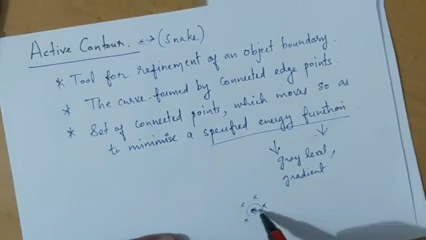 Active Contour. ↔ (Snake)
* Tool for refinement of an object boundary.
* The curve formed by connected edge points.
* Set of connected points, which moves so as
to minimise a specified energy function
gray level,
gradient